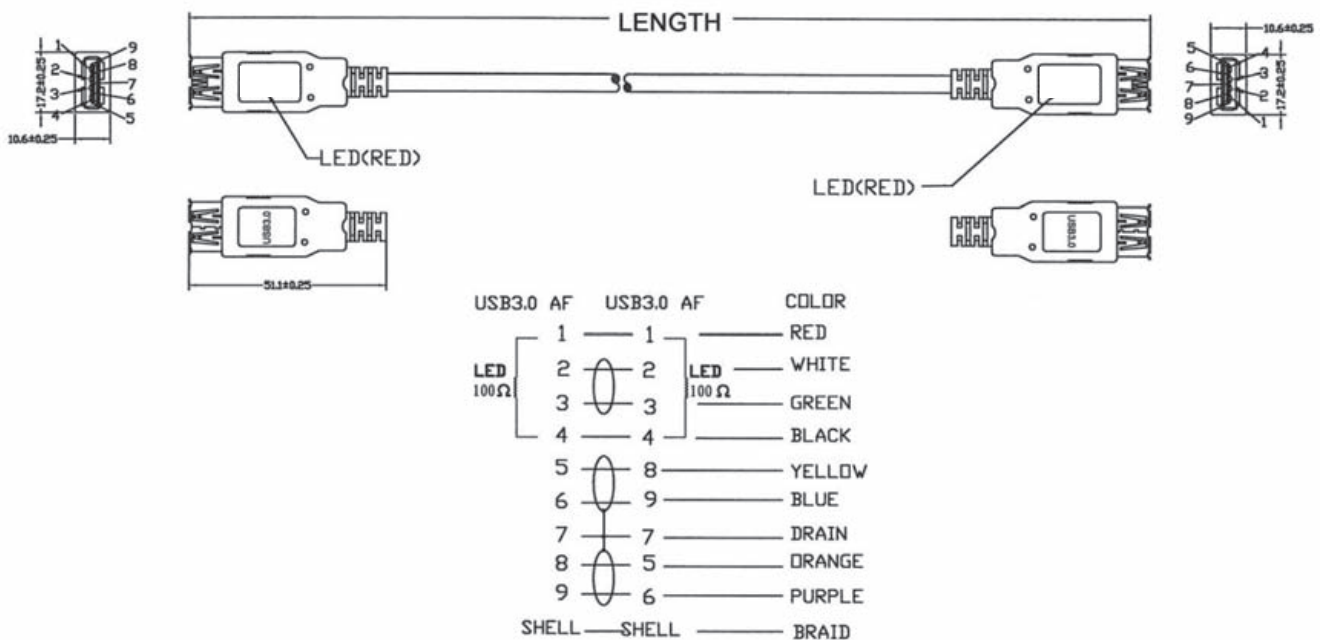 LENGTH
10.6±0.25
1 9
2 8
3 7
4 6
5
17.2±0.25
10.6±0.25
5 4
6 3
7 2
8 1
9
17.2±0.25
LED(RED)
LED(RED)
USB3.0
USB3.0
51.1±0.25
USB3.0 AF USB3.0 AF COLOR
1 1 RED
2 2 WHITE
LED 100Ω LED 100Ω
3 3 GREEN
4 4 BLACK
5 8 YELLOW
6 9 BLUE
7 7 DRAIN
8 5 ORANGE
9 6 PURPLE
SHELL SHELL BRAID